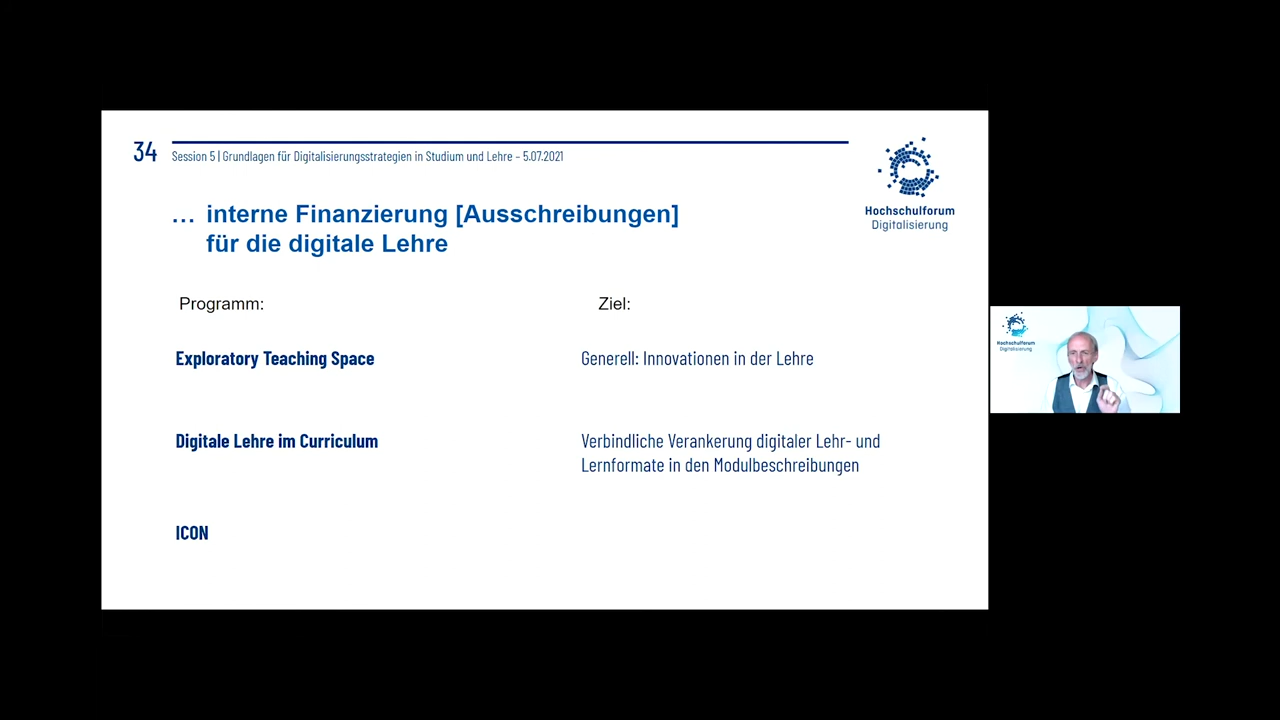 34
Session 5 | Grundlagen für Digitalisierungsstrategien in Studium und Lehre – 5.07.2021
Hochschulforum
Digitalisierung
… interne Finanzierung [Ausschreibungen]
für die digitale Lehre
Programm:
Ziel:
Exploratory Teaching Space
Generell: Innovationen in der Lehre
Digitale Lehre im Curriculum
Verbindliche Verankerung digitaler Lehr- und
Lernformate in den Modulbeschreibungen
ICON
Hochschulforum
Digitalisierung